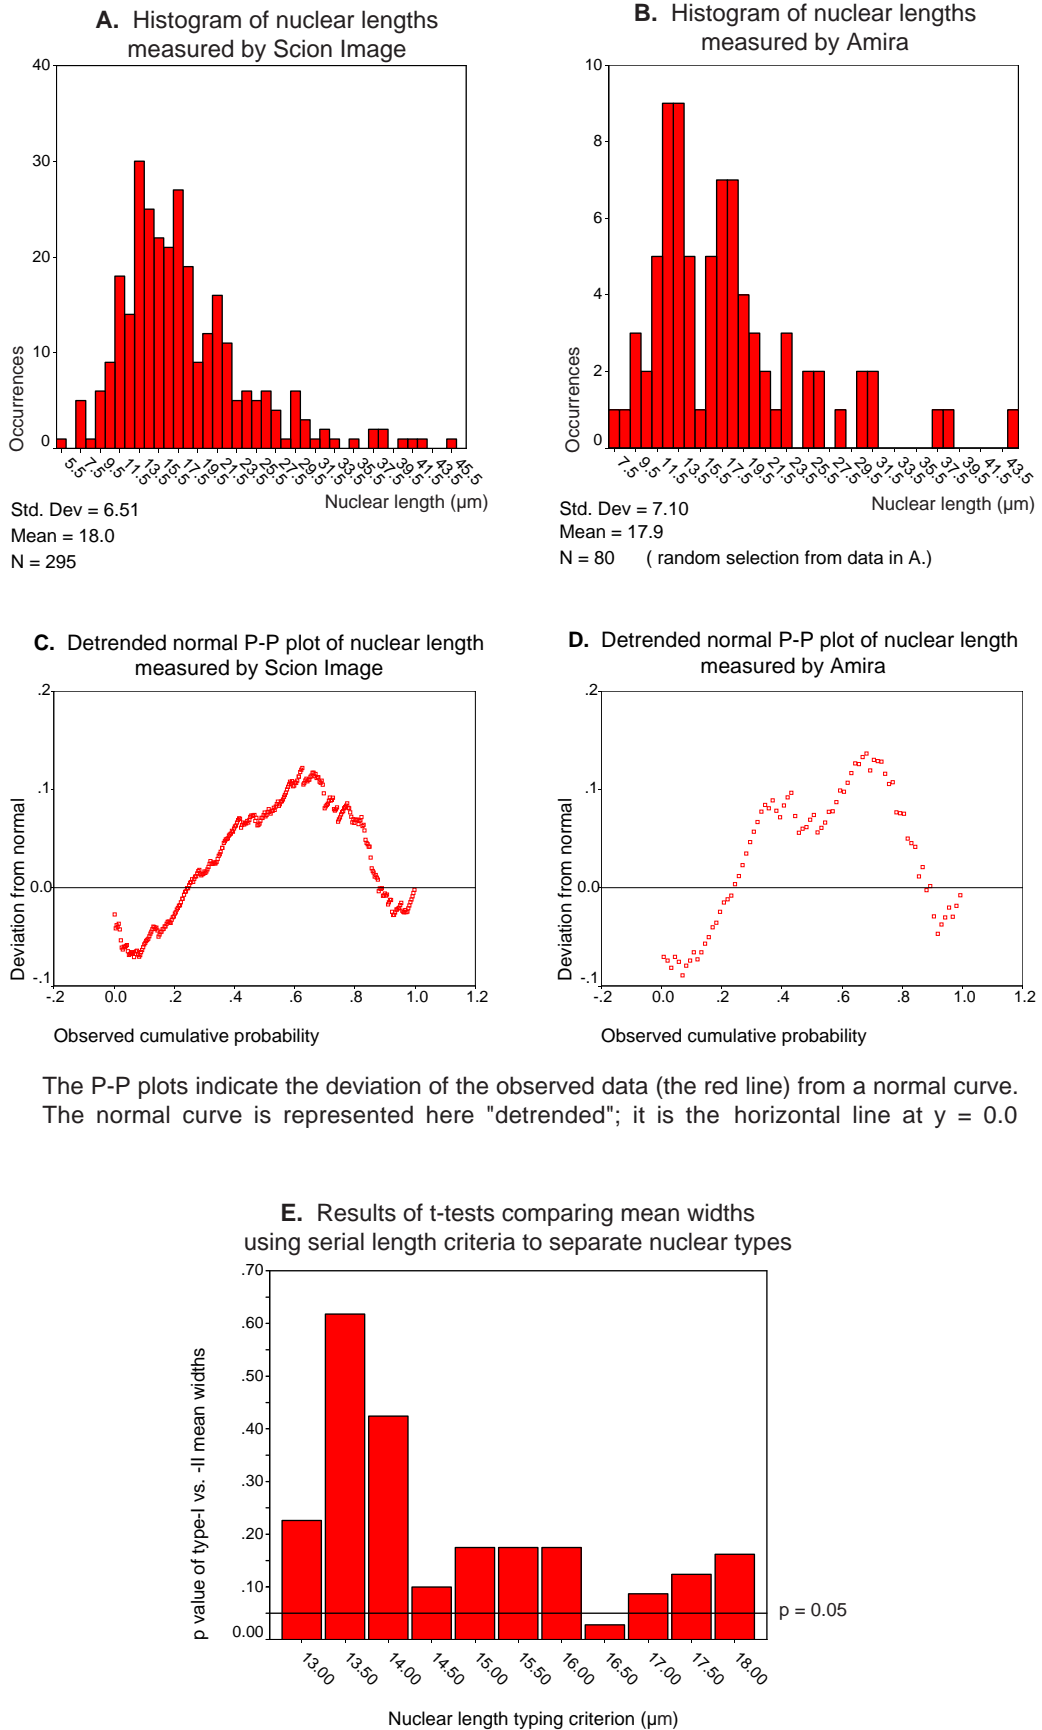 A. Histogram of nuclear lengths
measured by Scion Image
40
30
20
10
0
Occurrences
5.5 7.5 9.5 11.5 13.5 15.5 17.5 19.5 21.5 23.5 25.5 27.5 29.5 31.5 33.5 35.5 37.5 39.5 41.5 43.5 45.5
Nuclear length (µm)
Std. Dev = 6.51
Mean = 18.0
N = 295
B. Histogram of nuclear lengths
measured by Amira
10
8
6
4
2
0
Occurrences
7.5 9.5 11.5 13.5 15.5 17.5 19.5 21.5 23.5 25.5 27.5 29.5 31.5 33.5 35.5 37.5 39.5 41.5 43.5
Nuclear length (µm)
Std. Dev = 7.10
Mean = 17.9
N = 80 ( random selection from data in A.)
C. Detrended normal P-P plot of nuclear length
measured by Scion Image
.2
.1
0.0
-.1
Deviation from normal
-.2 0.0 .2 .4 .6 .8 1.0 1.2
Observed cumulative probability
D. Detrended normal P-P plot of nuclear length
measured by Amira
.2
.1
0.0
-.1
Deviation from normal
-.2 0.0 .2 .4 .6 .8 1.0 1.2
Observed cumulative probability
The P-P plots indicate the deviation of the observed data (the red line) from a normal curve.
The normal curve is represented here "detrended"; it is the horizontal line at y = 0.0
E. Results of t-tests comparing mean widths
using serial length criteria to separate nuclear types
.70
.60
.50
.40
.30
.20
.10
0.00
p value of type-I vs. -II mean widths
p = 0.05
13.00 13.50 14.00 14.50 15.00 15.50 16.00 16.50 17.00 17.50 18.00
Nuclear length typing criterion (µm)